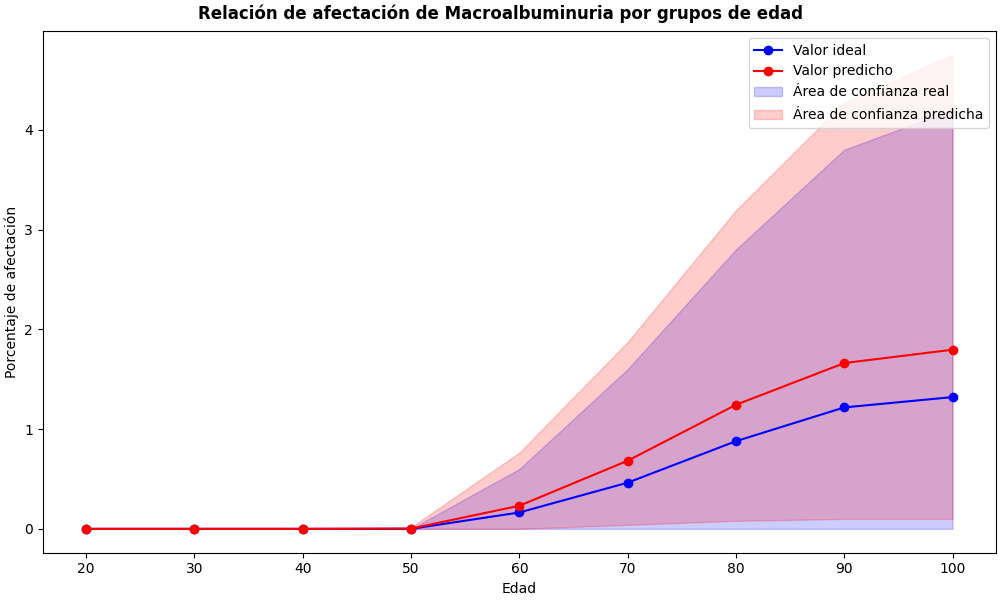 Relación de afectación de Macroalbuminuria por grupos de edad
Valor ideal
Valor predicho
Área de confianza real
Área de confianza predicha
Porcentaje de afectación
4
3
2
1
0
20 30 40 50 60 70 80 90 100
Edad